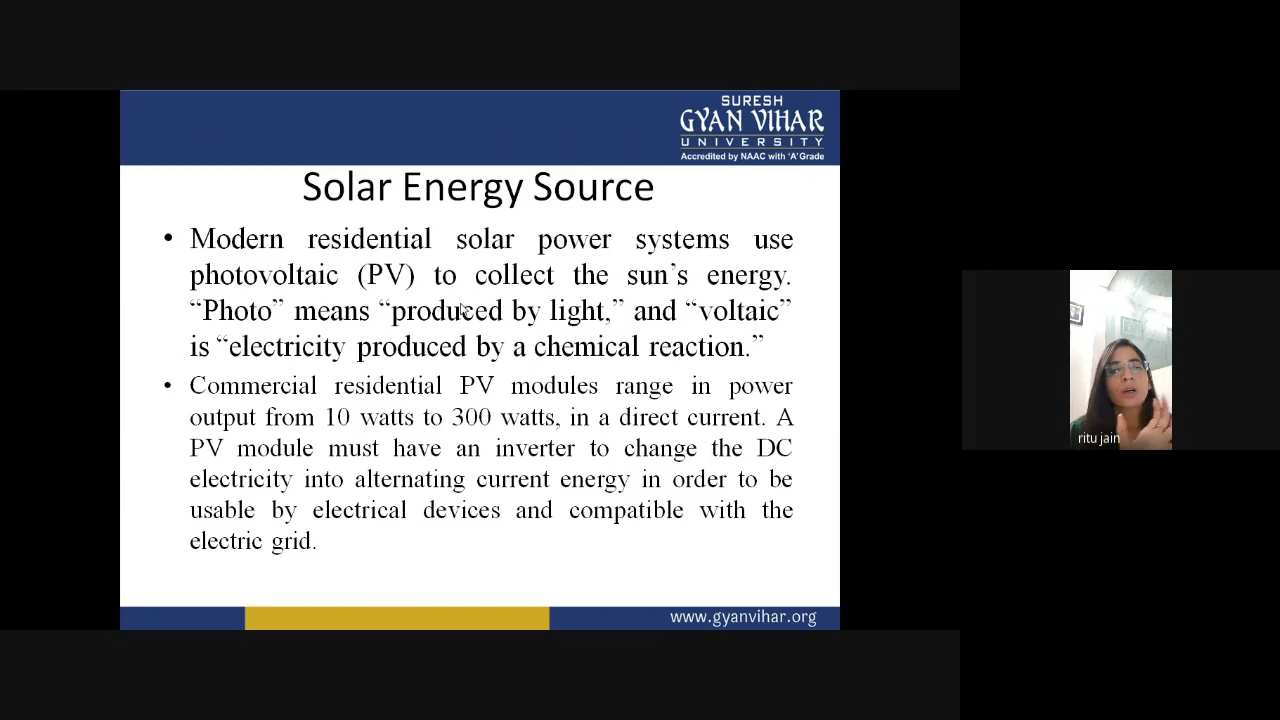 SURESH
GYAN VIHAR
UNIVERSITY
Accredited by NAAC with 'A' Grade
Solar Energy Source
• Modern residential solar power systems use
photovoltaic (PV) to collect the sun's energy.
“Photo” means “produced by light,” and “voltaic”
is “electricity produced by a chemical reaction.”
• Commercial residential PV modules range in power
output from 10 watts to 300 watts, in a direct current. A
PV module must have an inverter to change the DC
electricity into alternating current energy in order to be
usable by electrical devices and compatible with the
electric grid.
www.gyanvihar.org
ritu jain